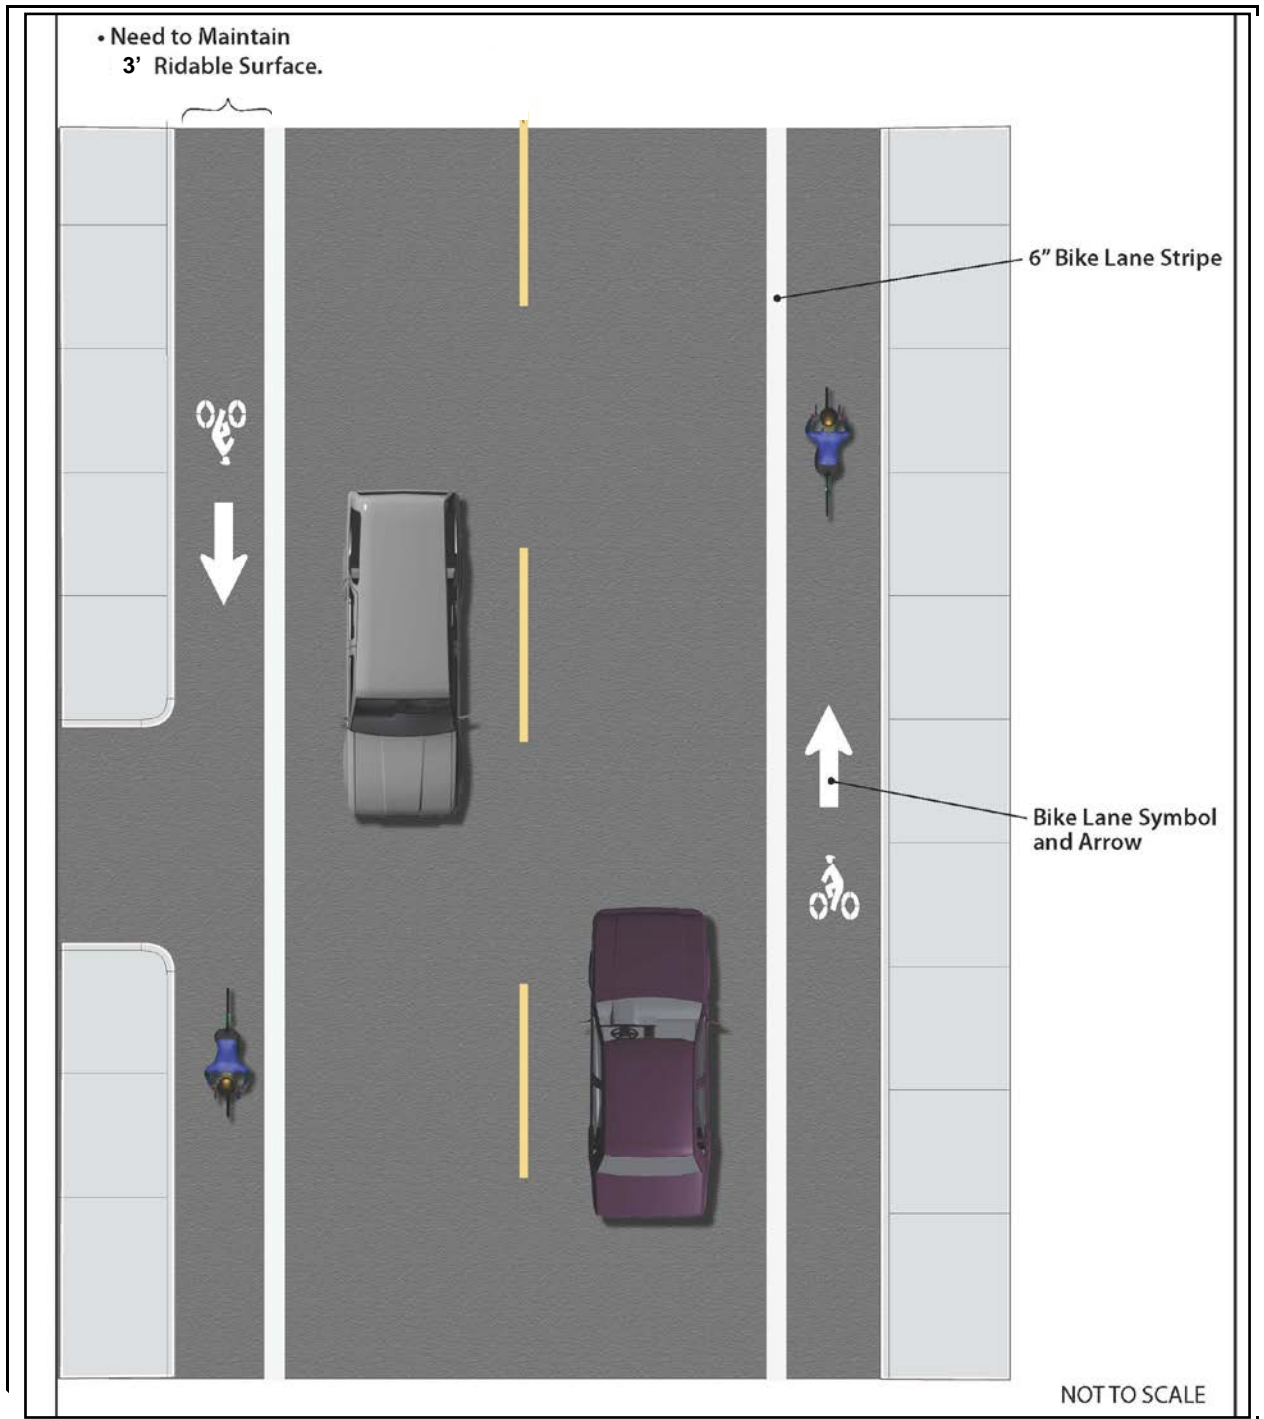 • Need to Maintain
3' Ridable Surface.
6" Bike Lane Stripe
Bike Lane Symbol
and Arrow
NOT TO SCALE